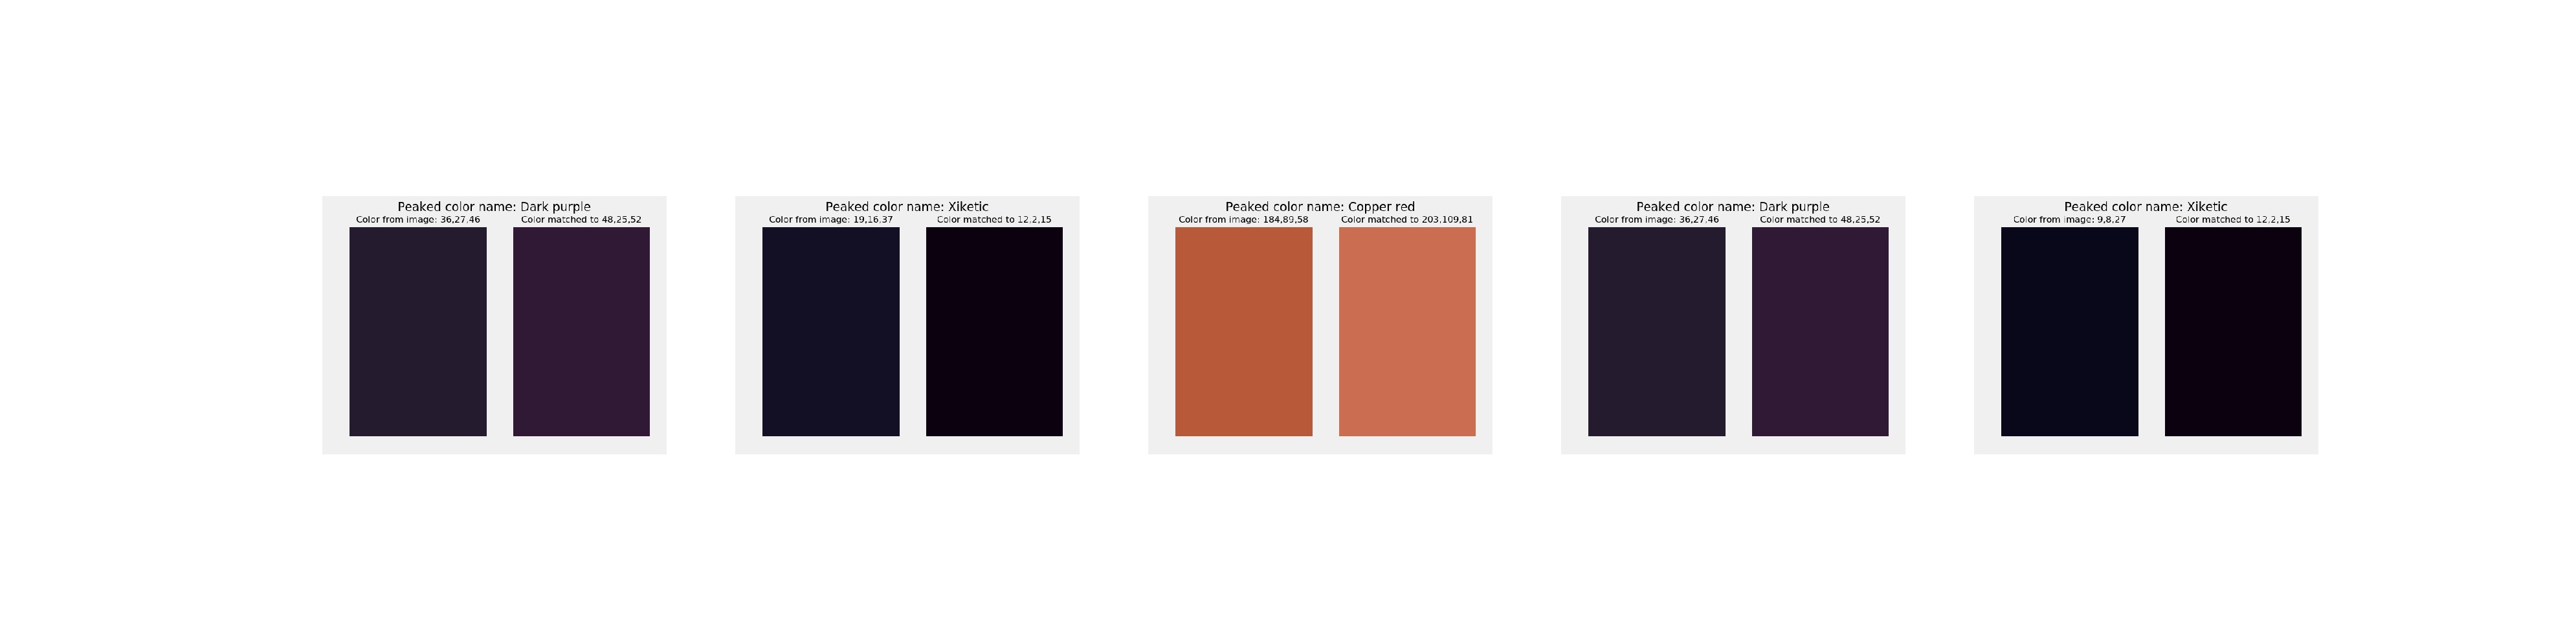 Peaked color name: Dark purple
Color from image: 36,27,46 Color matched to 48,25,52
Peaked color name: Xiketic
Color from image: 19,16,37 Color matched to 12,2,15
Peaked color name: Copper red
Color from image: 184,89,58 Color matched to 203,109,81
Peaked color name: Dark purple
Color from image: 36,27,46 Color matched to 48,25,52
Peaked color name: Xiketic
Color from image: 9,8,27 Color matched to 12,2,15